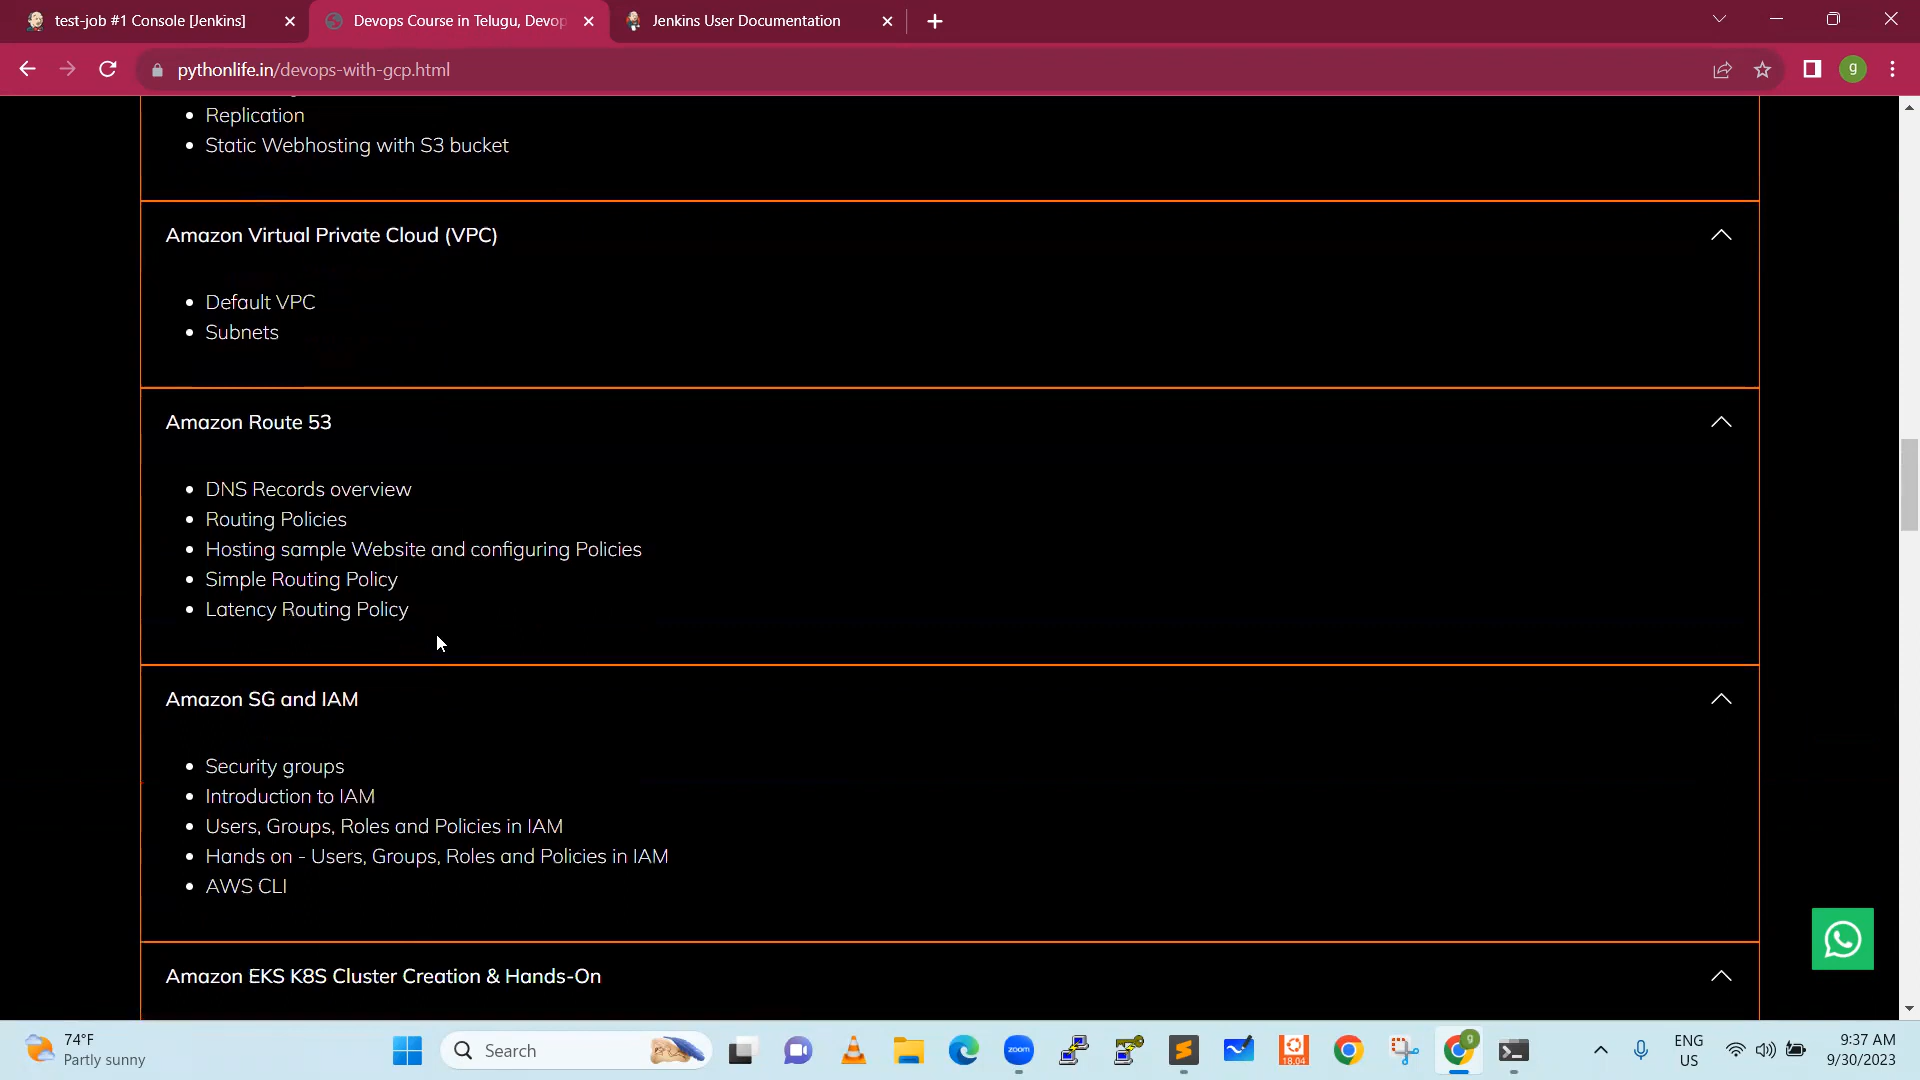 test-job #1 Console [Jenkins]
Devops Course in Telugu, Devop
Jenkins User Documentation
pythonlife.in/devops-with-gcp.html
g
Replication
Static Webhosting with S3 bucket
Amazon Virtual Private Cloud (VPC)
Default VPC
Subnets
Amazon Route 53
DNS Records overview
Routing Policies
Hosting sample Website and configuring Policies
Simple Routing Policy
Latency Routing Policy
Amazon SG and IAM
Security groups
Introduction to IAM
Users, Groups, Roles and Policies in IAM
Hands on - Users, Groups, Roles and Policies in IAM
AWS CLI
Amazon EKS K8S Cluster Creation & Hands-On
74°F
Partly sunny
Search
zoom
18.04
g
ENG
US
9:37 AM
9/30/2023